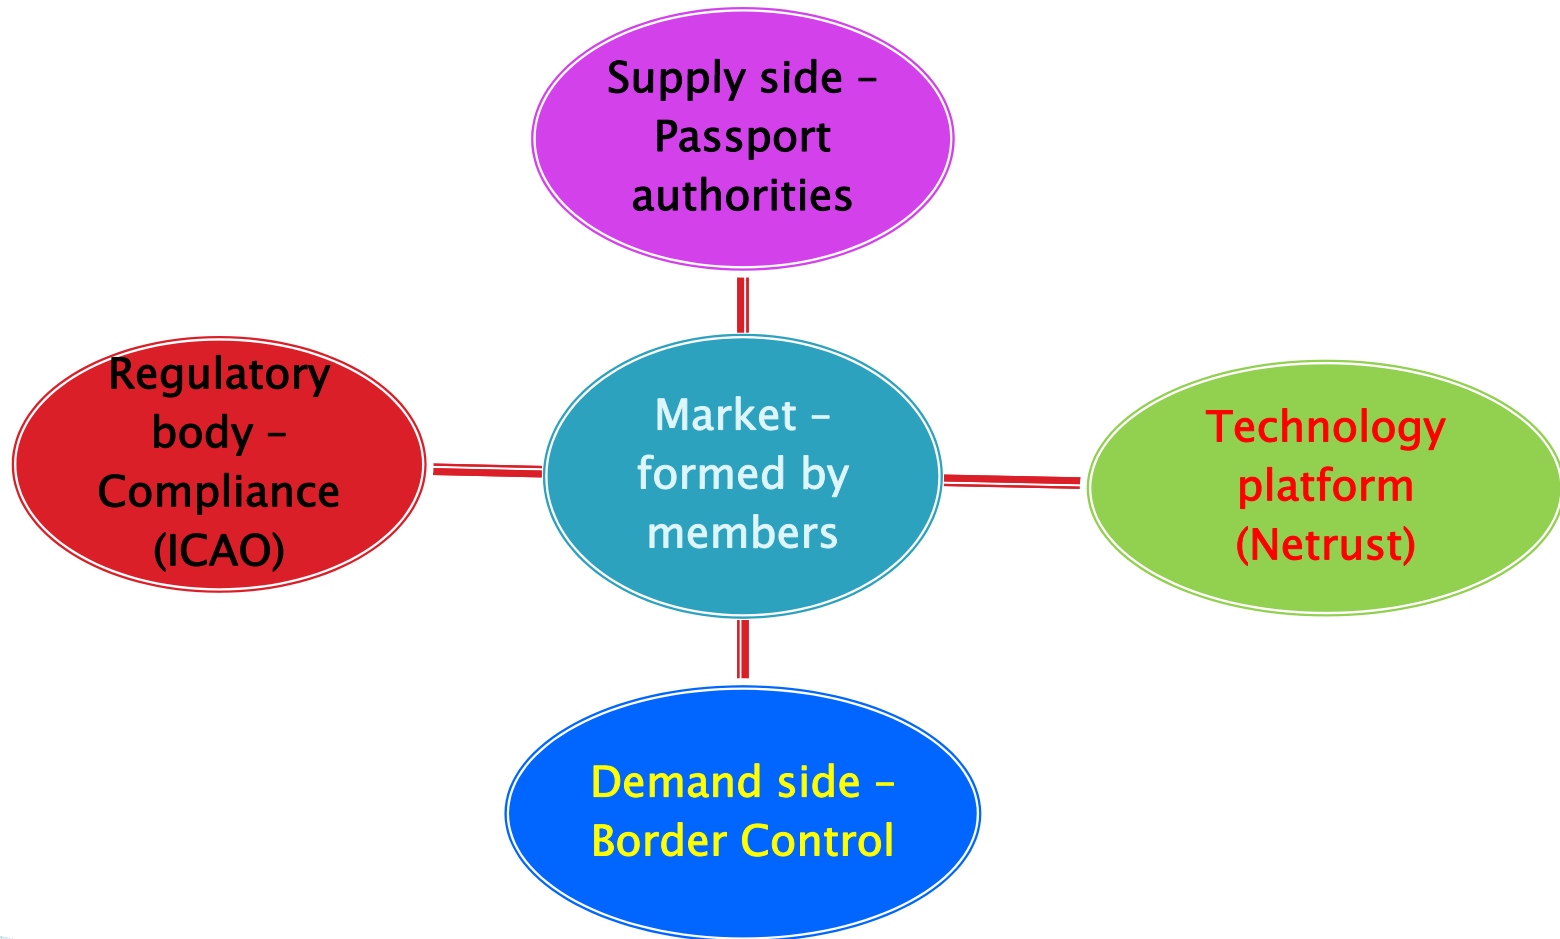 Supply side –
Passport
authorities
Regulatory
body –
Compliance
(ICAO)
Market –
formed by
members
Technology
platform
(Netrust)
Demand side –
Border Control